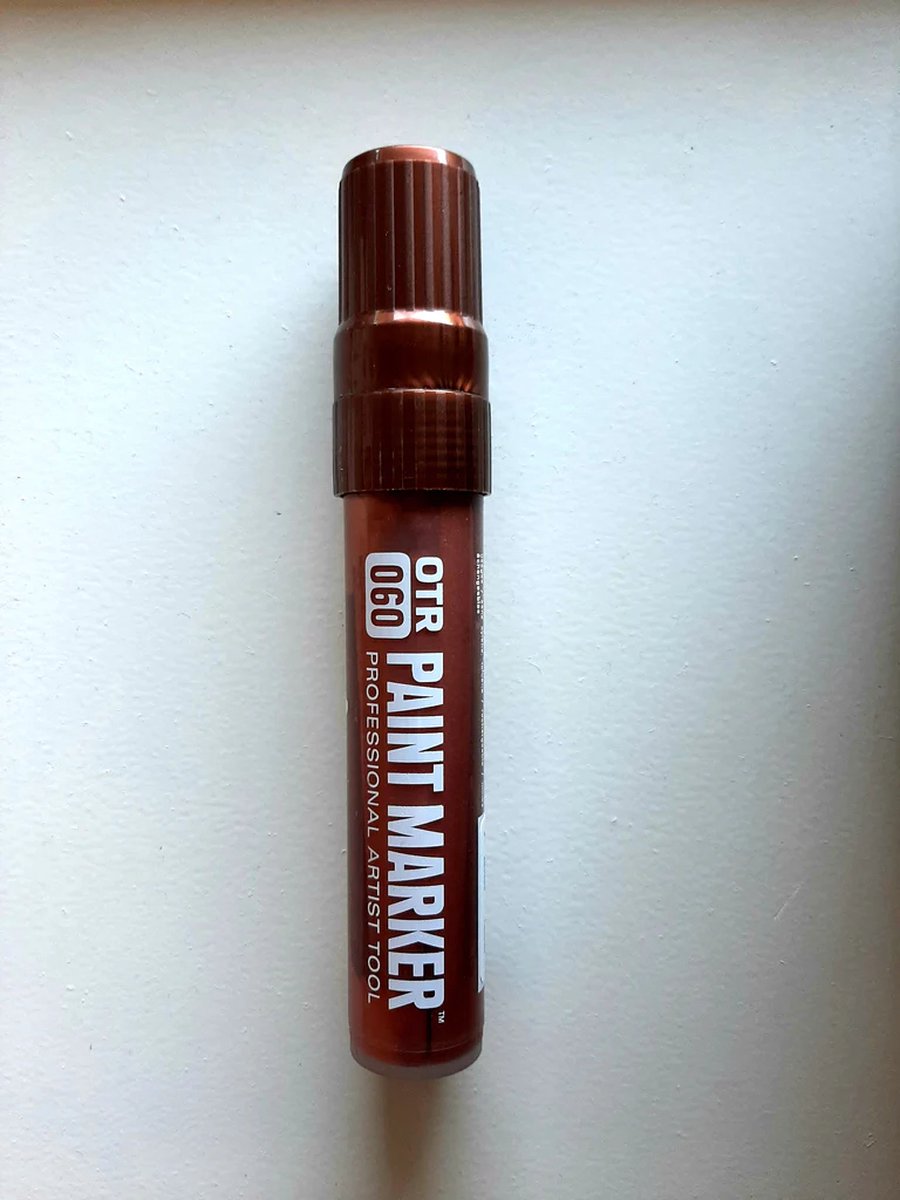 OTR
060 PAINT MARKER™
PROFESSIONAL ARTIST TOOL